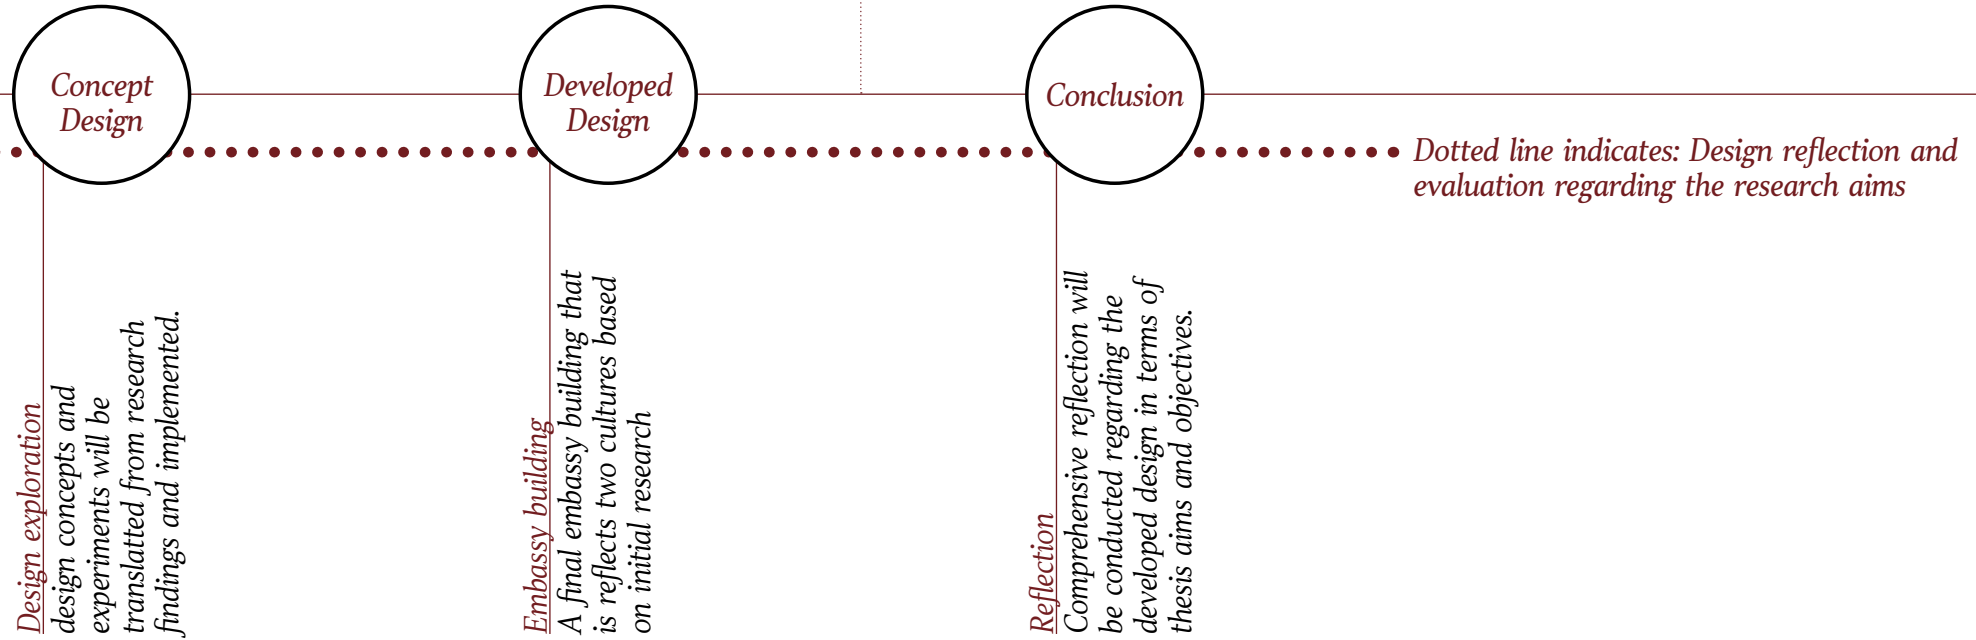 Concept
Design
Developed
Design
Conclusion
Dotted line indicates: Design reflection and
evaluation regarding the research aims
Design exploration
design concepts and
experiments will be
translatted from research
findings and implemented.
Embassy building
A final embassy building that
is reflects two cultures based
on initial research
Reflection
Comprehensive reflection will
be conducted regarding the
developed design in terms of
thesis aims and objectives.